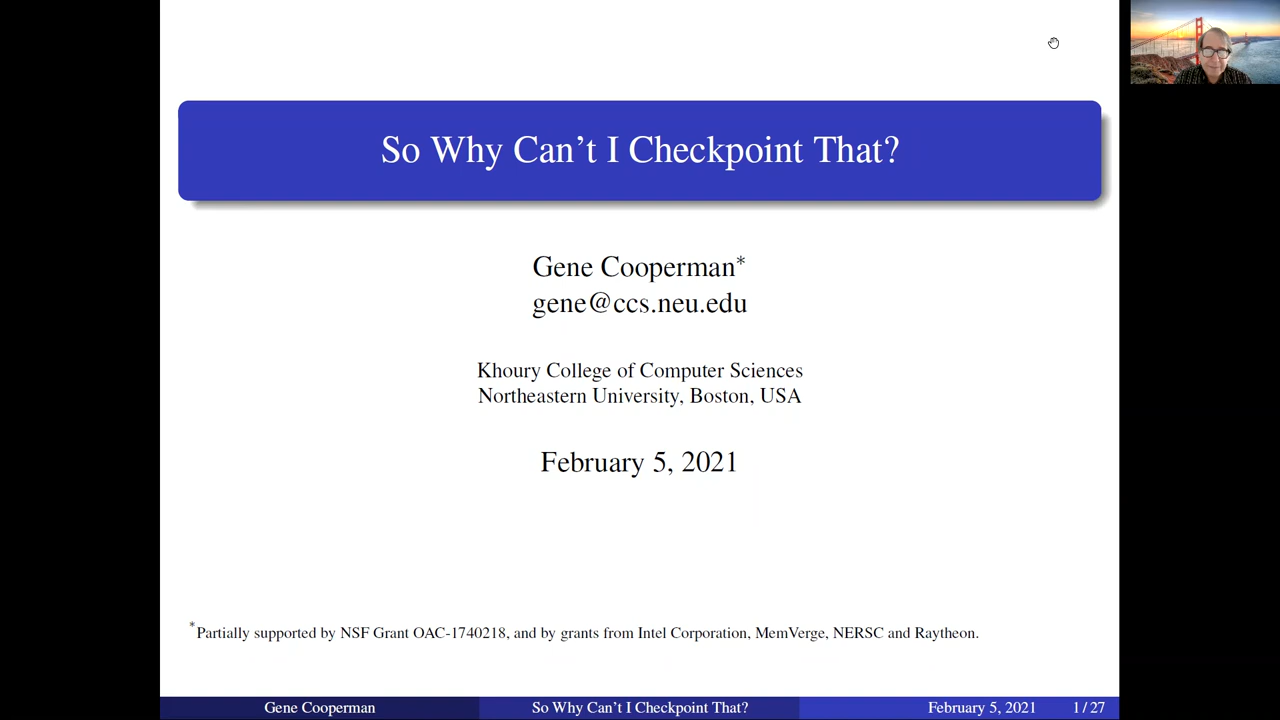 So Why Can't I Checkpoint That?
Gene Cooperman*
gene@ccs.neu.edu
Khoury College of Computer Sciences
Northeastern University, Boston, USA
February 5, 2021
*Partially supported by NSF Grant OAC-1740218, and by grants from Intel Corporation, MemVerge, NERSC and Raytheon.
Gene Cooperman So Why Can't I Checkpoint That? February 5, 2021 1 / 27